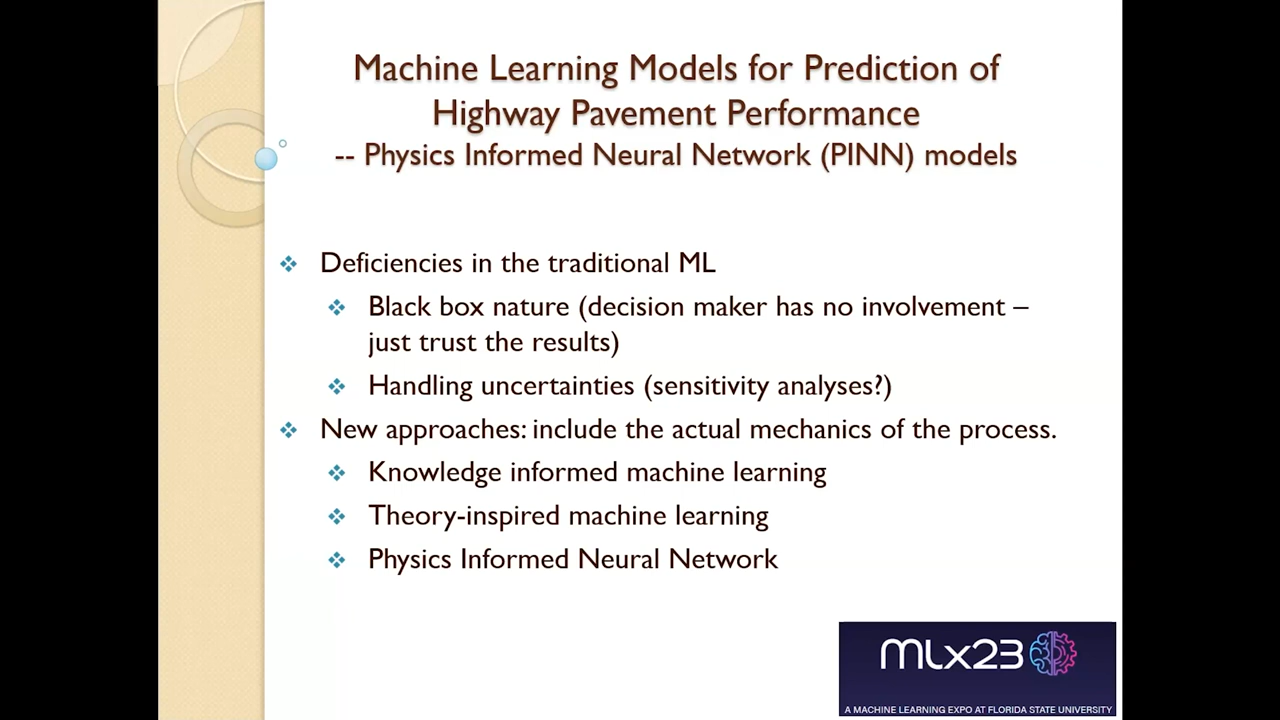 Machine Learning Models for Prediction of
Highway Pavement Performance
-- Physics Informed Neural Network (PINN) models
Deficiencies in the traditional ML
Black box nature (decision maker has no involvement –
just trust the results)
Handling uncertainties (sensitivity analyses?)
New approaches: include the actual mechanics of the process.
Knowledge informed machine learning
Theory-inspired machine learning
Physics Informed Neural Network
MLx23
A MACHINE LEARNING EXPO AT FLORIDA STATE UNIVERSITY